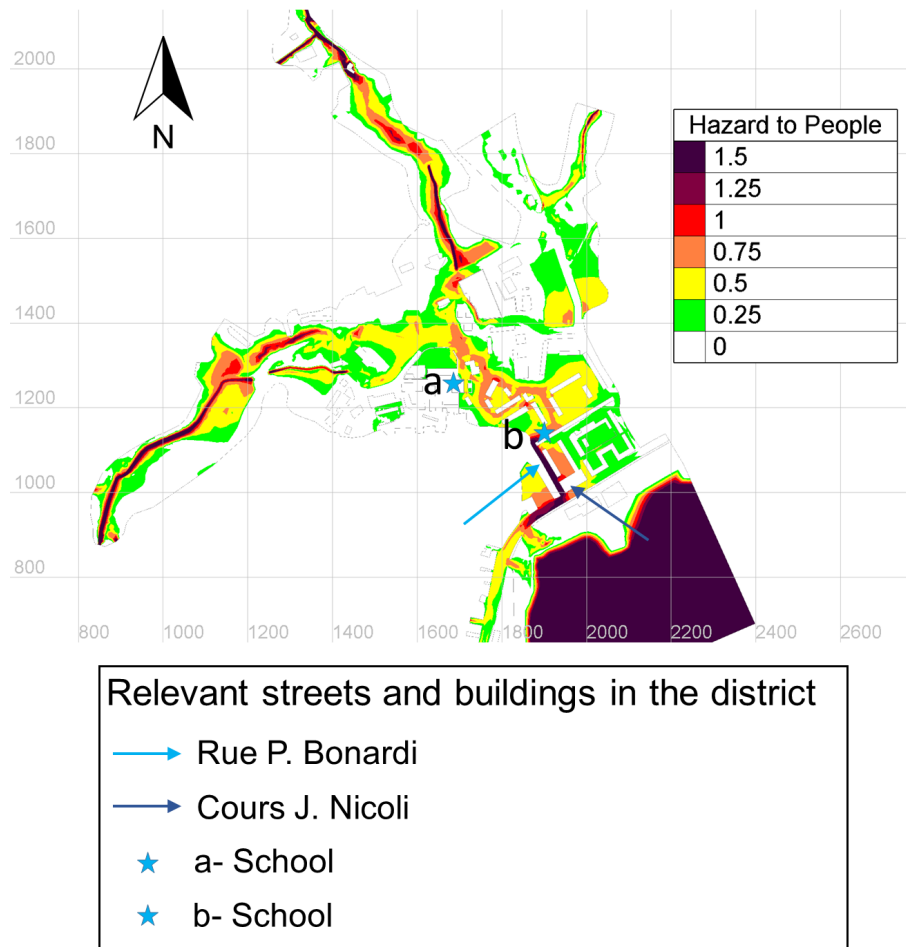 2000
N
1800
Hazard to People
1.5
1.25
1
0.75
0.5
0.25
0
1600
1400
a
1200
b
1000
800
800 1000 1200 1400 1600 1800 2000 2200 2400 2600
Relevant streets and buildings in the district
Rue P. Bonardi
Cours J. Nicoli
a- School
b- School